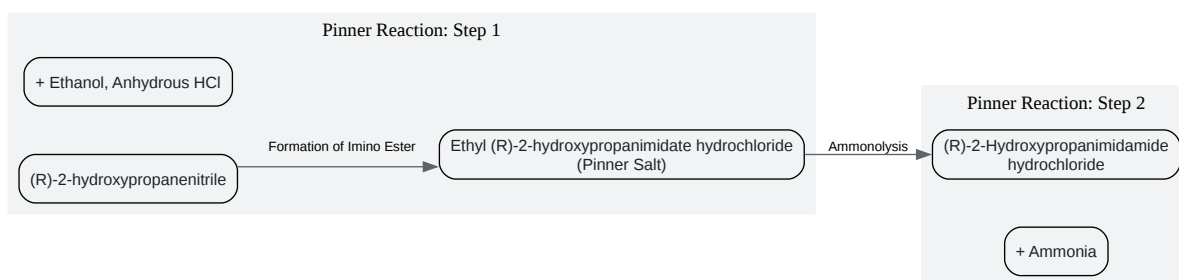 Pinner Reaction: Step 1
+ Ethanol, Anhydrous HCl
(R)-2-hydroxypropanenitrile
Formation of Imino Ester
Ethyl (R)-2-hydroxypropanimidate hydrochloride
(Pinner Salt)
Ammonolysis
Pinner Reaction: Step 2
(R)-2-Hydroxypropanimidamide
hydrochloride
+ Ammonia